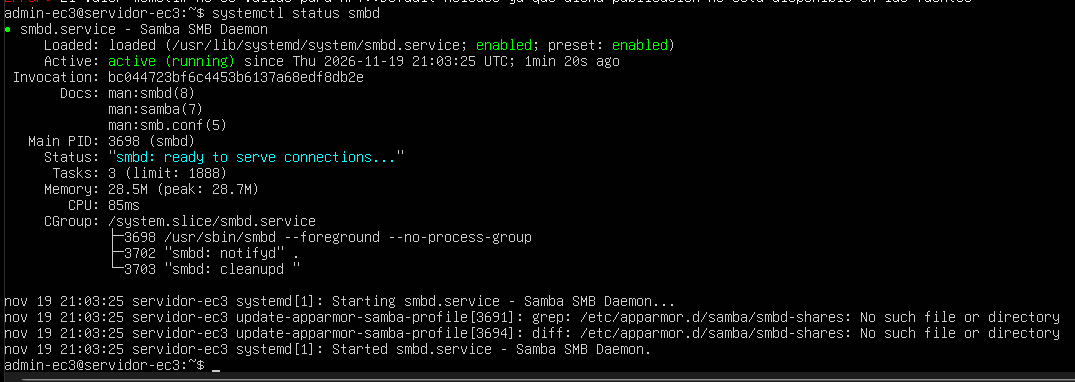 admin-ec3@servidor-ec3:~$ systemctl status smbd
● smbd.service - Samba SMB Daemon
Loaded: loaded (/usr/lib/systemd/system/smbd.service; enabled; preset: enabled)
Active: active (running) since Thu 2026-11-19 21:03:25 UTC; 1min 20s ago
Invocation: bc044723bf6c4453b6137a68edf8db2e
Docs: man:smbd(8)
man:samba(7)
man:smb.conf(5)
Main PID: 3698 (smbd)
Status: "smbd: ready to serve connections..."
Tasks: 3 (limit: 1888)
Memory: 28.5M (peak: 28.7M)
CPU: 85ms
CGroup: /system.slice/smbd.service
├─3698 /usr/sbin/smbd --foreground --no-process-group
├─3702 "smbd: notifyd" .
└─3703 "smbd: cleanupd "
nov 19 21:03:25 servidor-ec3 systemd[1]: Starting smbd.service - Samba SMB Daemon...
nov 19 21:03:25 servidor-ec3 update-apparmor-samba-profile[3691]: grep: /etc/apparmor.d/samba/smbd-shares: No such file or directory
nov 19 21:03:25 servidor-ec3 update-apparmor-samba-profile[3694]: diff: /etc/apparmor.d/samba/smbd-shares: No such file or directory
nov 19 21:03:25 servidor-ec3 systemd[1]: Started smbd.service - Samba SMB Daemon.
admin-ec3@servidor-ec3:~$ _